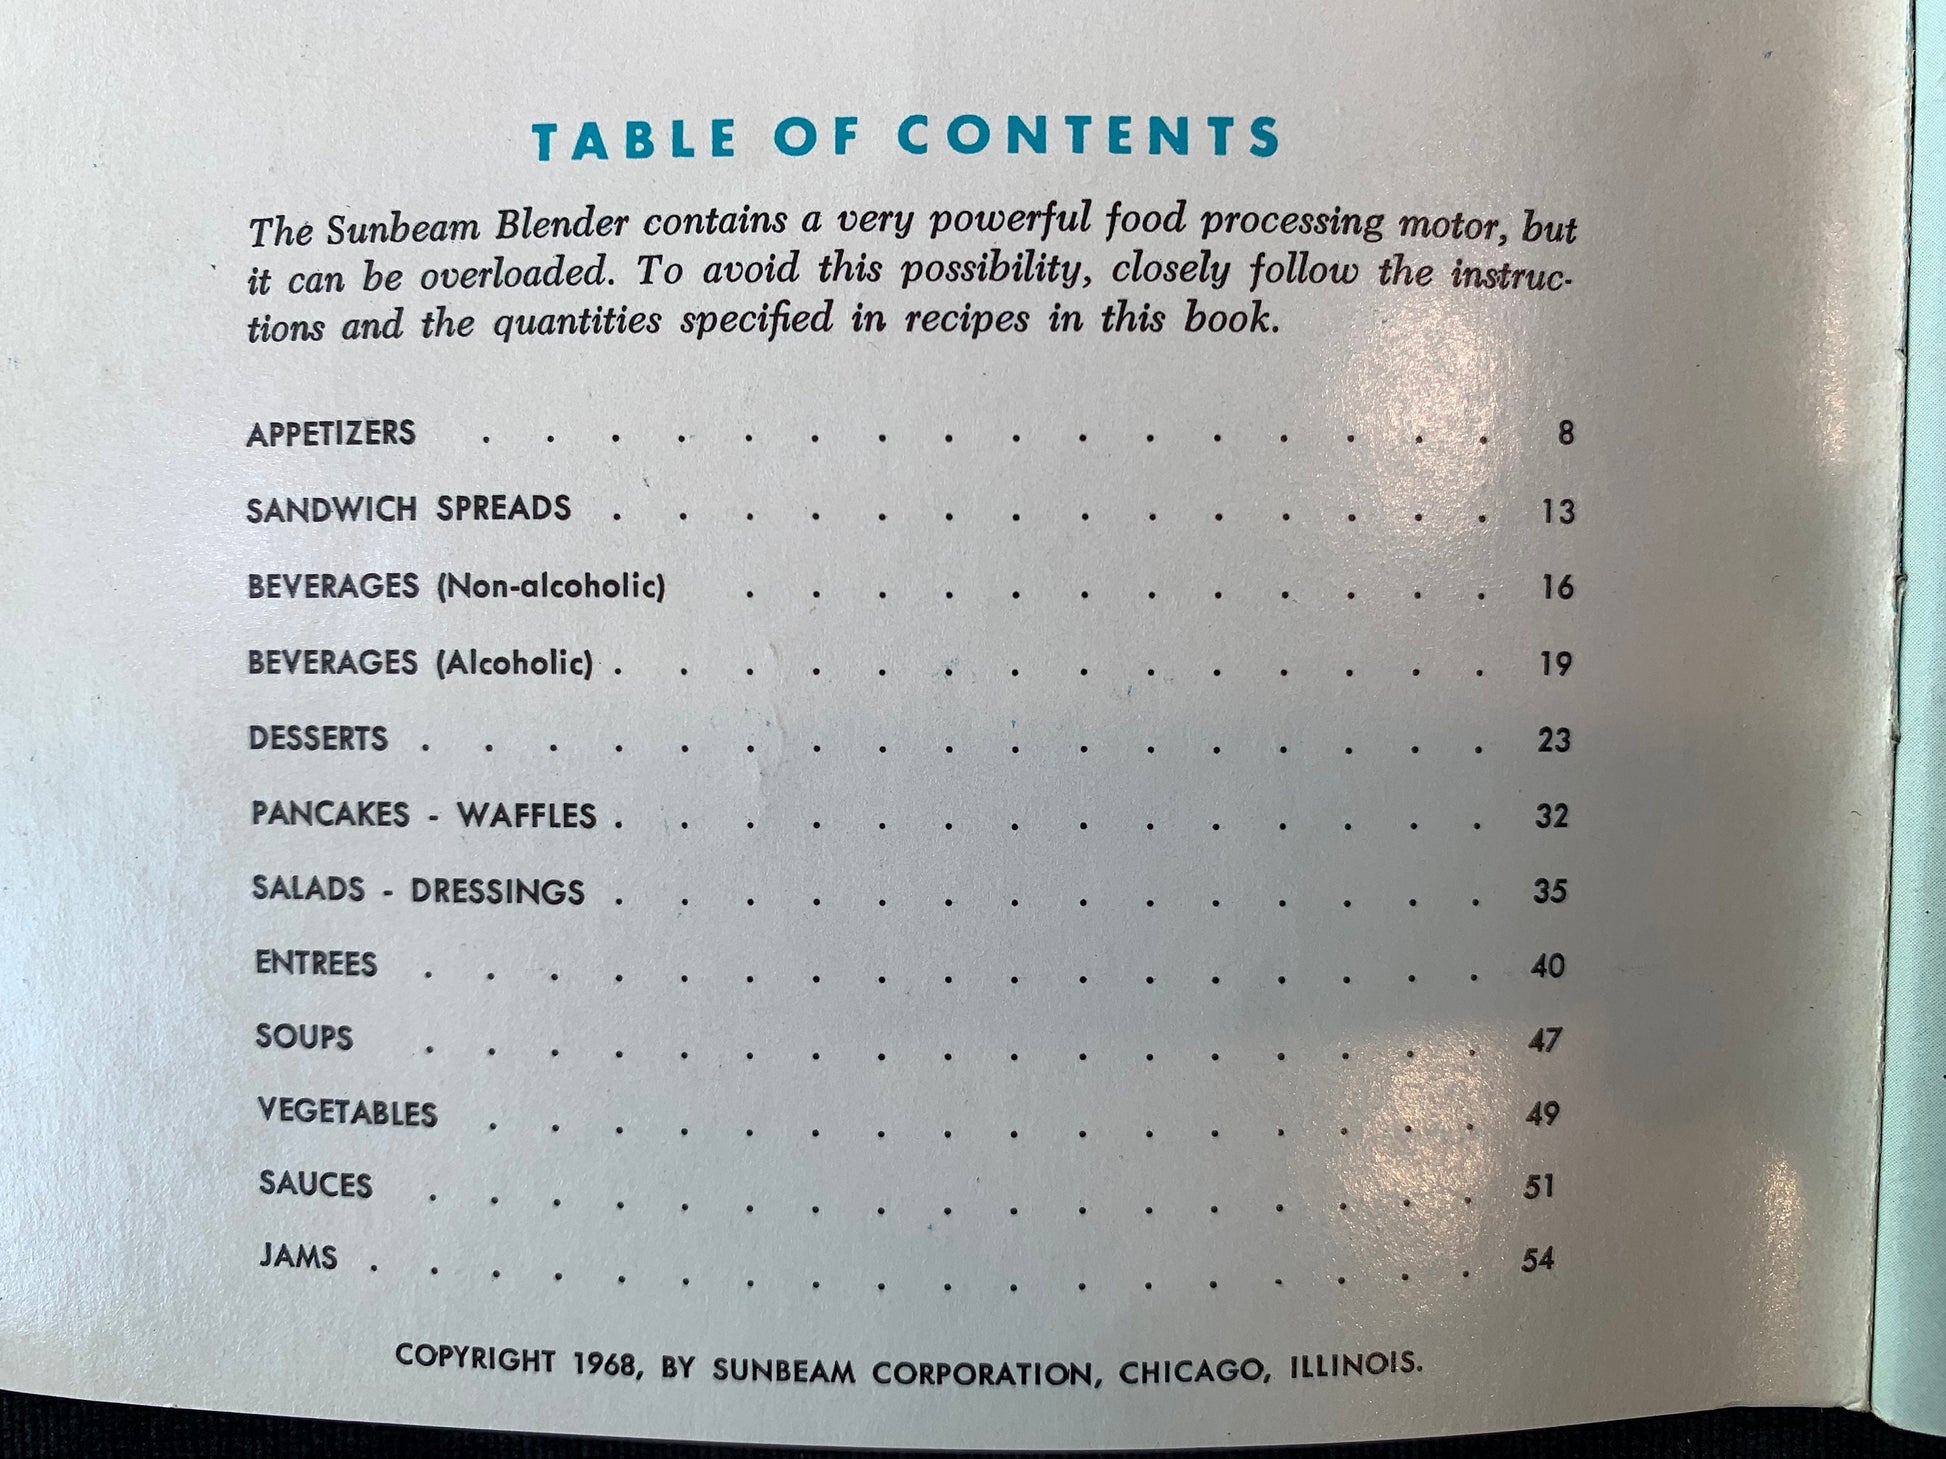 TABLE OF CONTENTS
The Sunbeam Blender contains a very powerful food processing motor, but
it can be overloaded. To avoid this possibility, closely follow the instruc-
tions and the quantities specified in recipes in this book.
APPETIZERS . . . . . . . . . . . . . . . . 8
SANDWICH SPREADS . . . . . . . . . . . . . . 13
BEVERAGES (Non-alcoholic) . . . . . . . . . . . . 16
BEVERAGES (Alcoholic) . . . . . . . . . . . . . . 19
DESSERTS . . . . . . . . . . . . . . . . . 23
PANCAKES - WAFFLES . . . . . . . . . . . . . . 32
SALADS - DRESSINGS . . . . . . . . . . . . . . 35
ENTREES . . . . . . . . . . . . . . . . . 40
SOUPS . . . . . . . . . . . . . . . . . 47
VEGETABLES . . . . . . . . . . . . . . . . 49
SAUCES . . . . . . . . . . . . . . . . . 51
JAMS . . . . . . . . . . . . . . . . . . 54
COPYRIGHT 1968, BY SUNBEAM CORPORATION, CHICAGO, ILLINOIS.